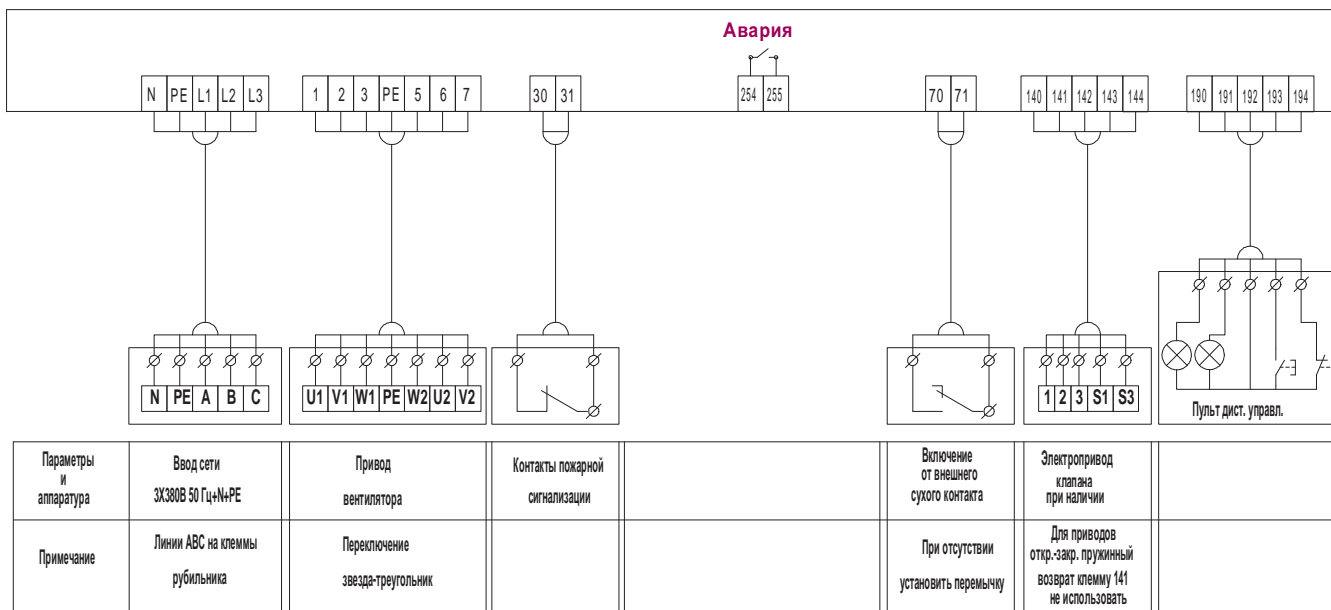 Авария
N PE L1 L2 L3
1 2 3 PE 5 6 7
30 31
254 255
70 71
140 141 142 143 144
190 191 192 193 194
N PE A B C
U1 V1 W1 PE W2 U2 V2
1 2 3 S1 S3
Пульт дист. управл.
Параметры
и
аппаратура
Ввод сети
3X380В 50 Гц+N+PE
Привод
вентилятора
Контакты пожарной
сигнализации
Включение
от внешнего
сухого контакта
Электропривод
клапана
при наличии
Примечание
Линии ABC на клеммы
рубильника
Переключение
звезда-треугольник
При отсутствии
установить перемычку
Для приводов
откр.-закр. пружинный
возврат клемму 141
не использовать